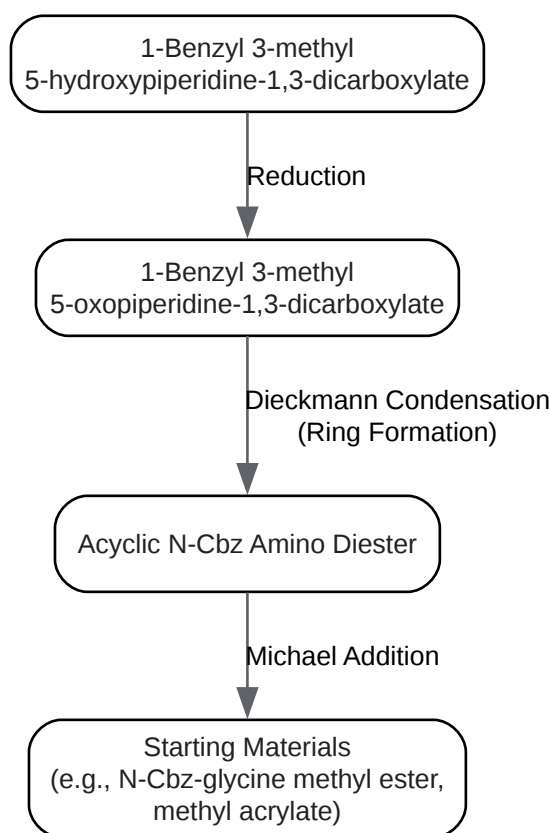 1-Benzyl 3-methyl
5-hydroxypiperidine-1,3-dicarboxylate
Reduction
1-Benzyl 3-methyl
5-oxopiperidine-1,3-dicarboxylate
Dieckmann Condensation
(Ring Formation)
Acyclic N-Cbz Amino Diester
Michael Addition
Starting Materials
(e.g., N-Cbz-glycine methyl ester,
methyl acrylate)